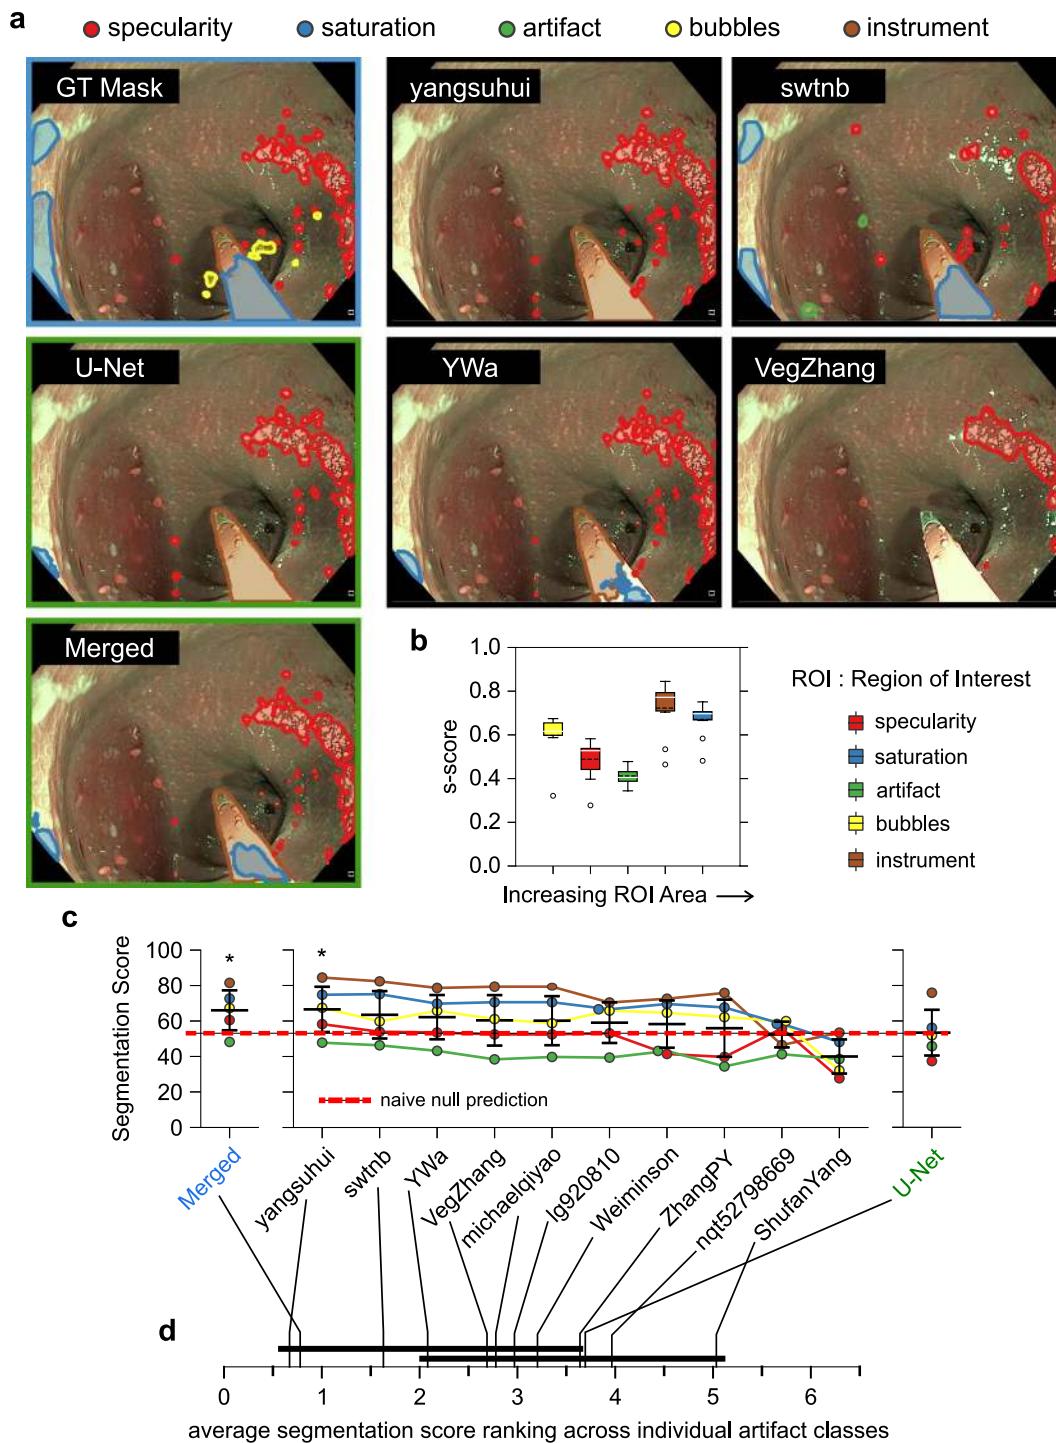 a
specularity saturation artifact bubbles instrument
GT Mask yangsuhui swtnb
U-Net YWa VegZhang
Merged
b
1.0
0.8
0.6
0.4
0.2
0.0
s-score
Increasing ROI Area
ROI : Region of Interest
specularity
saturation
artifact
bubbles
instrument
c
Segmentation Score
100
80
60
40
20
0
* *
naive null prediction
Merged
yangsuhui
swtnb
YWa
VegZhang
michaelqiyao
lg920810
Weiminson
ZhangPY
nqt52798669
ShufanYang
U-Net
d
0 1 2 3 4 5 6
average segmentation score ranking across individual artifact classes